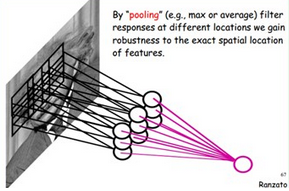 By “pooling” (e.g., max or average) filter
responses at different locations we gain
robustness to the exact spatial location
of features.
67
Ranzato